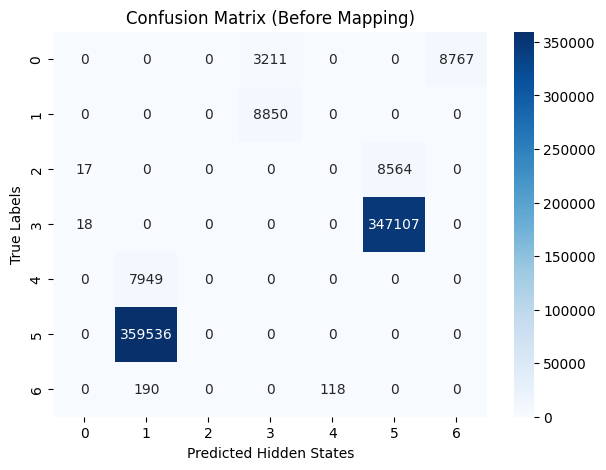 Confusion Matrix (Before Mapping)
0 0 0 0 3211 0 0 8767
1 0 0 0 8850 0 0 0
2 17 0 0 0 0 8564 0
3 18 0 0 0 0 347107 0
4 0 7949 0 0 0 0 0
5 0 359536 0 0 0 0 0
6 0 190 0 0 118 0 0
0 1 2 3 4 5 6
True Labels
Predicted Hidden States
350000
300000
250000
200000
150000
100000
50000
0